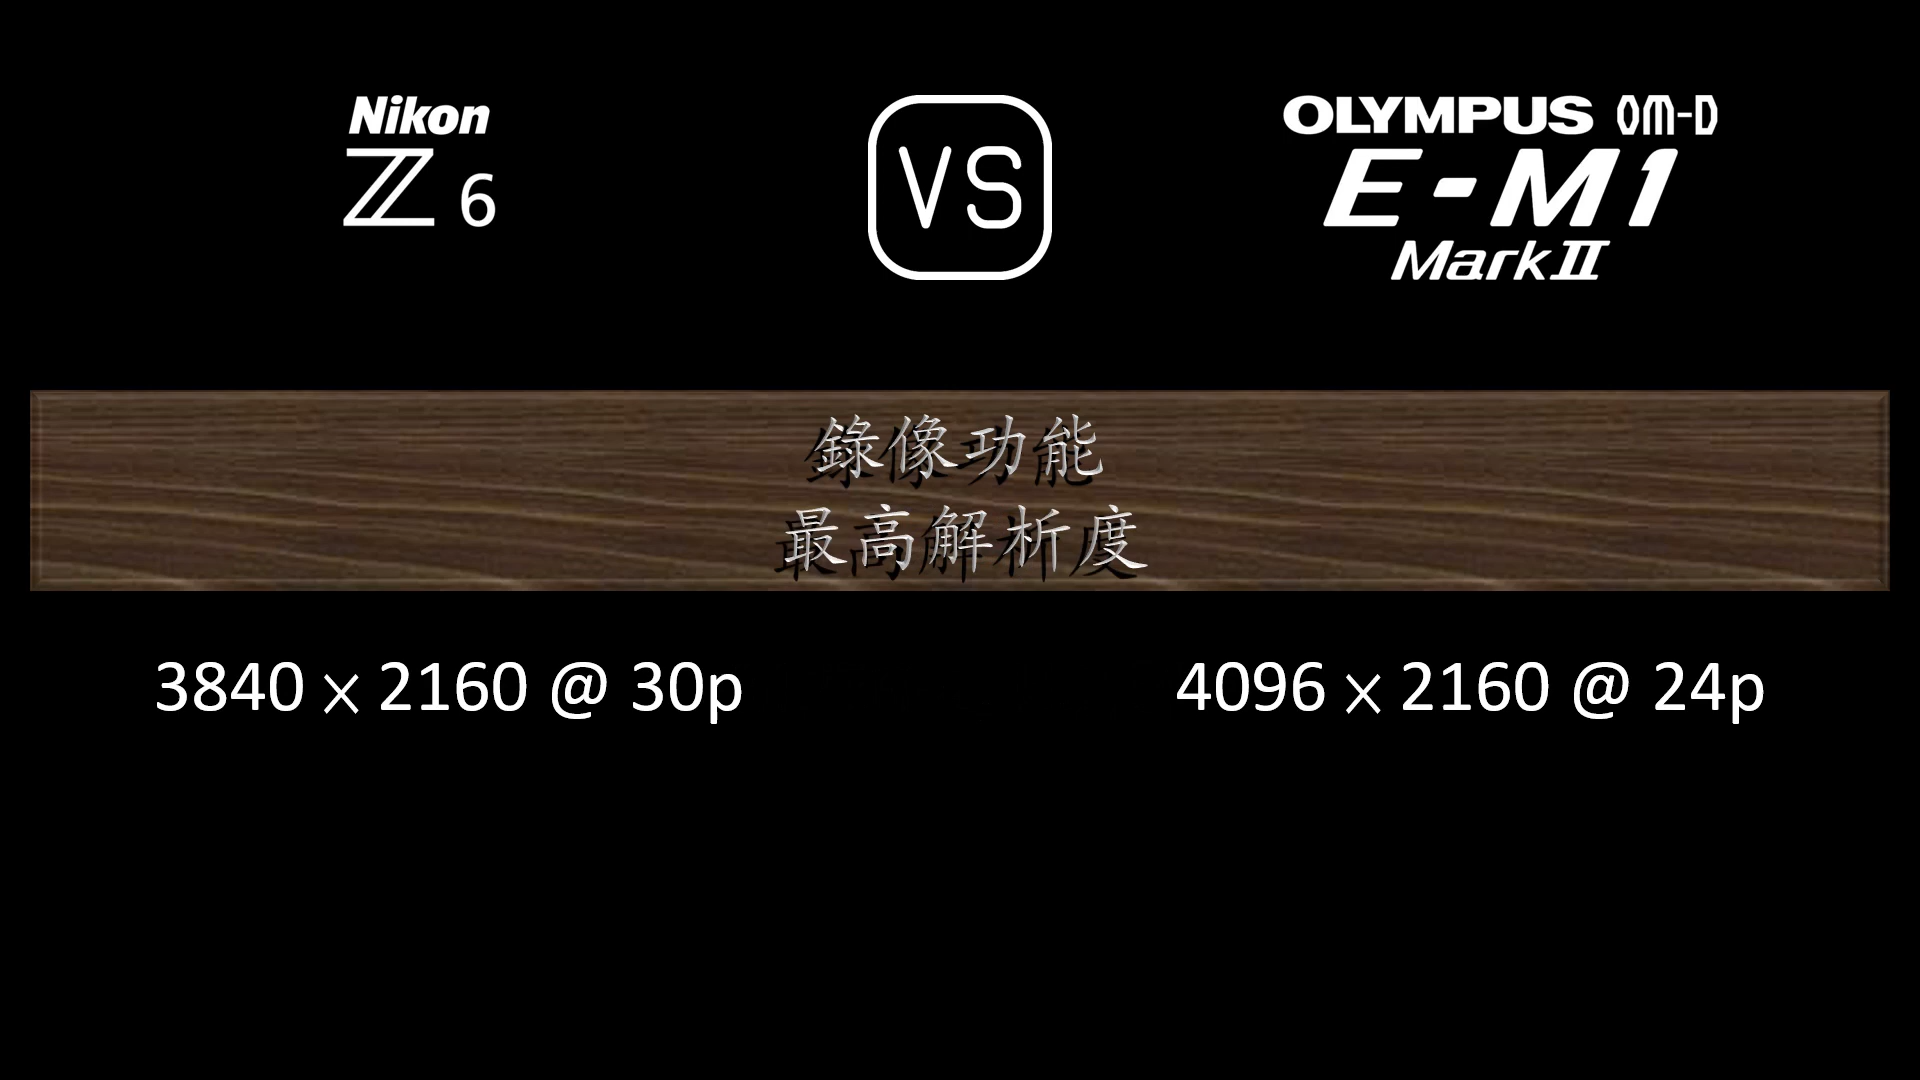 Nikon
Z 6
VS
OLYMPUS OM-D
E-M1
Mark II
錄像功能
最高解析度
3840 x 2160 @ 30p
4096 x 2160 @ 24p